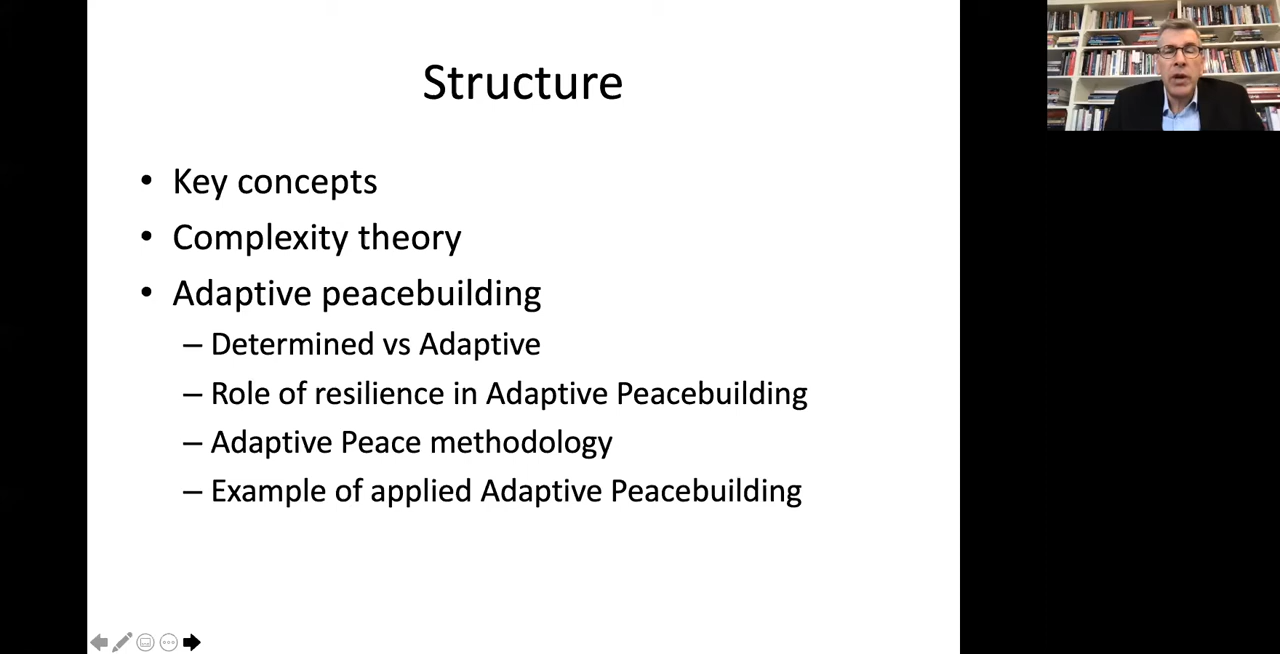 Structure
• Key concepts
• Complexity theory
• Adaptive peacebuilding
– Determined vs Adaptive
– Role of resilience in Adaptive Peacebuilding
– Adaptive Peace methodology
– Example of applied Adaptive Peacebuilding